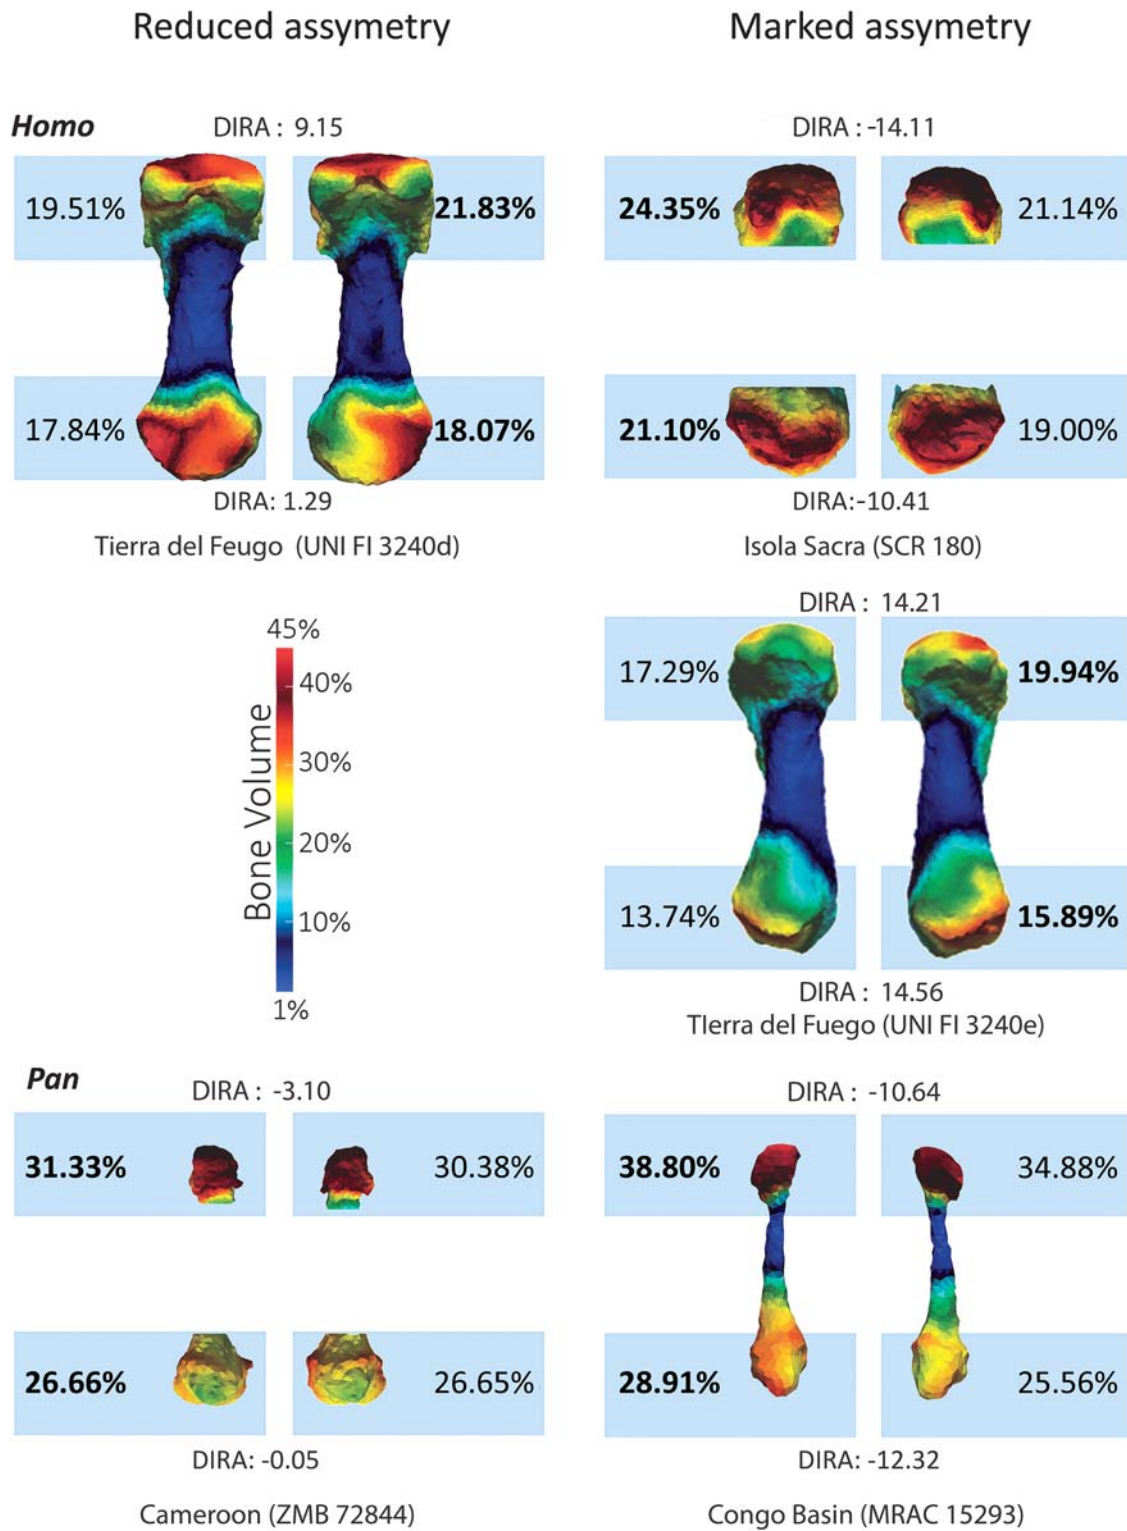 Reduced assymetry
Marked assymetry
Homo
DIRA : 9.15
19.51%
21.83%
17.84%
18.07%
DIRA: 1.29
Tierra del Feugo (UNI FI 3240d)
DIRA : -14.11
24.35%
21.14%
21.10%
19.00%
DIRA:-10.41
Isola Sacra (SCR 180)
45%
40%
30%
20%
10%
1%
Bone Volume
DIRA : 14.21
17.29%
19.94%
13.74%
15.89%
DIRA : 14.56
TIerra del Fuego (UNI FI 3240e)
Pan
DIRA : -3.10
31.33%
30.38%
26.66%
26.65%
DIRA: -0.05
Cameroon (ZMB 72844)
DIRA : -10.64
38.80%
34.88%
28.91%
25.56%
DIRA: -12.32
Congo Basin (MRAC 15293)